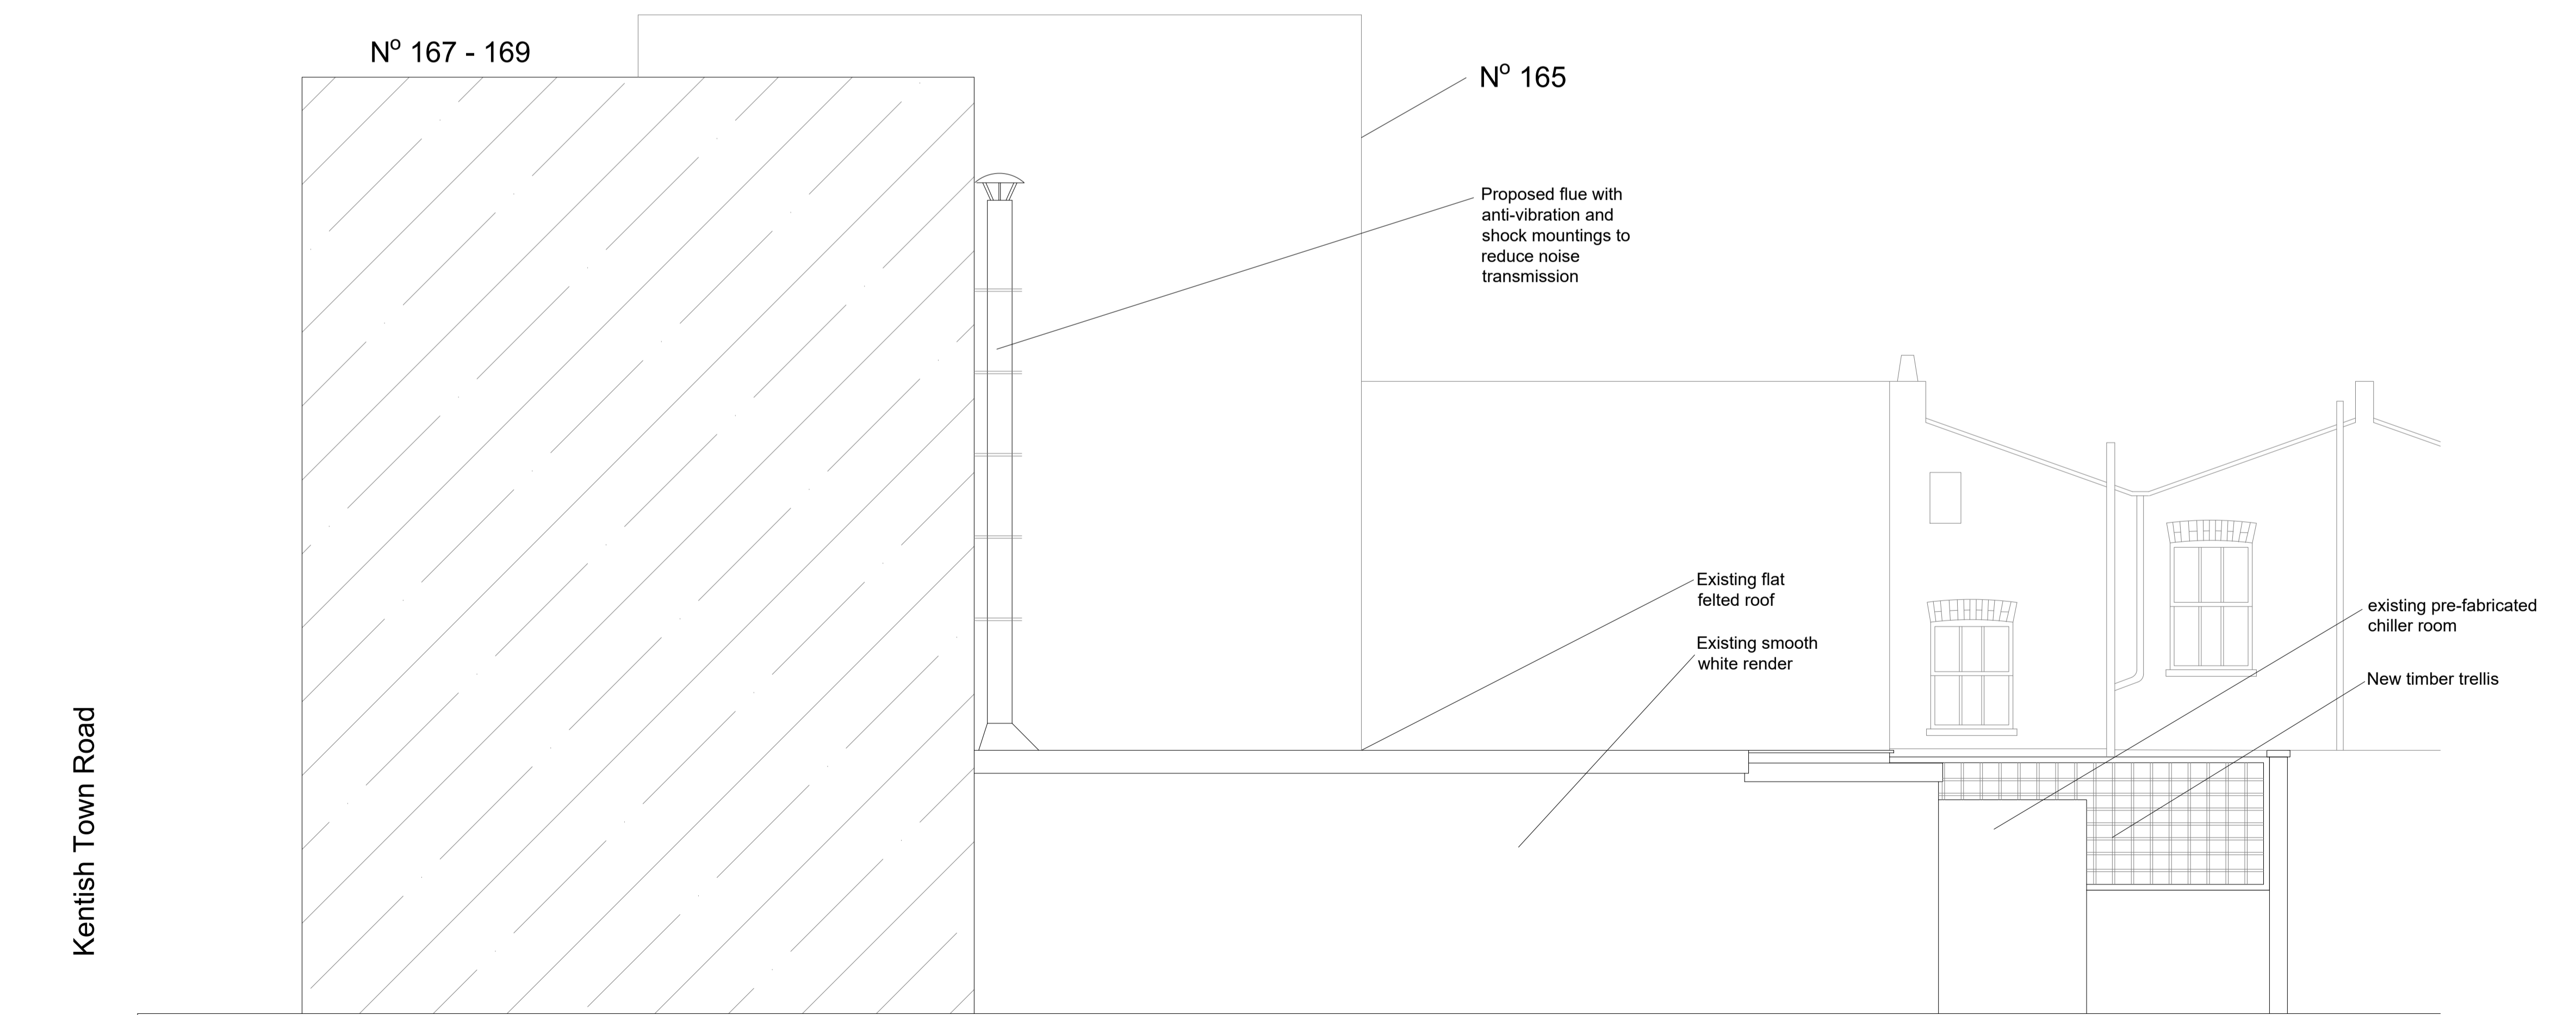 Nº 167 - 169
Nº 165
Proposed flue with
anti-vibration and
shock mountings to
reduce noise
transmission
Existing flat
felted roof
Existing smooth
white render
existing pre-fabricated
chiller room
New timber trellis
Kentish Town Road